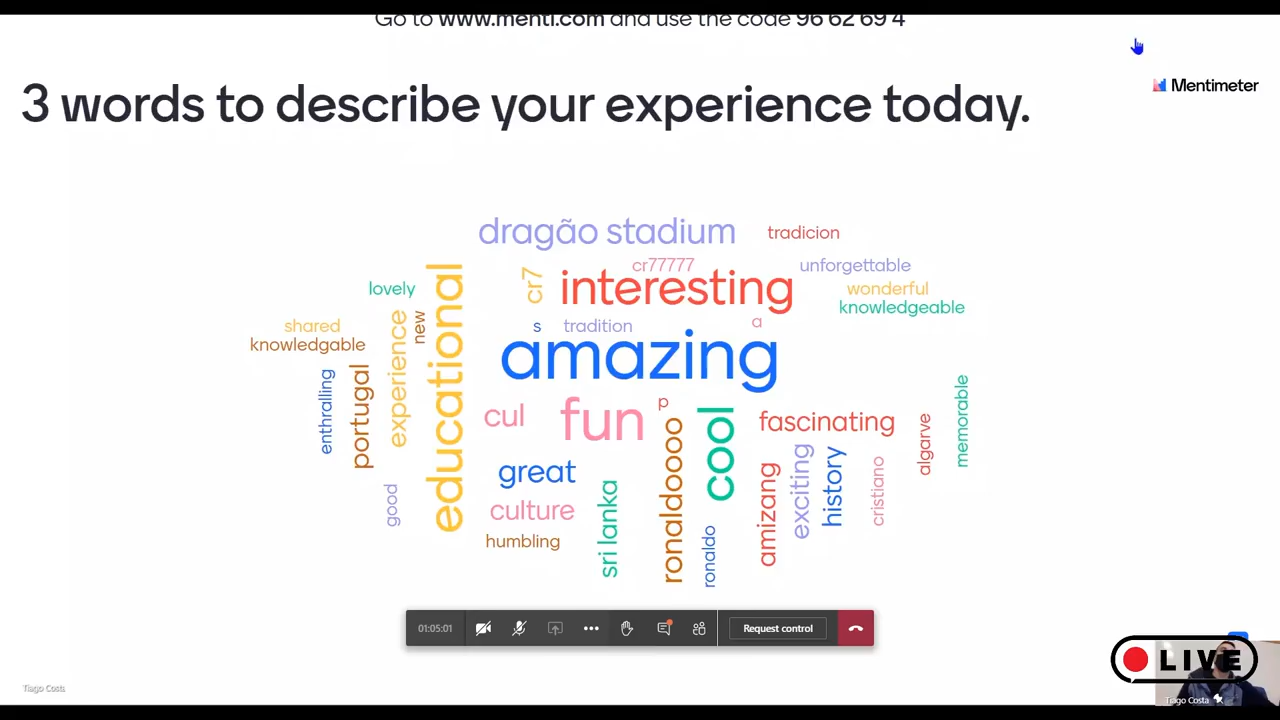 Go to www.menti.com and use the code 96 62 69 4
Mentimeter
3 words to describe your experience today.
dragão stadium
tradicion
cr77777
unforgettable
cr7
interesting
lovely
wonderful
knowledgeable
shared
knowledgable
new
experience
educational
s
tradition
a
amazing
enthralling
portugal
cul
fun
p
ronaldoooo
cool
fascinating
algarve
memorable
good
great
culture
humbling
sri lanka
ronaldo
amizang
exciting
history
cristiano
01:05:01
Request control
LIVE
Tiago Costa
Tiago Costa